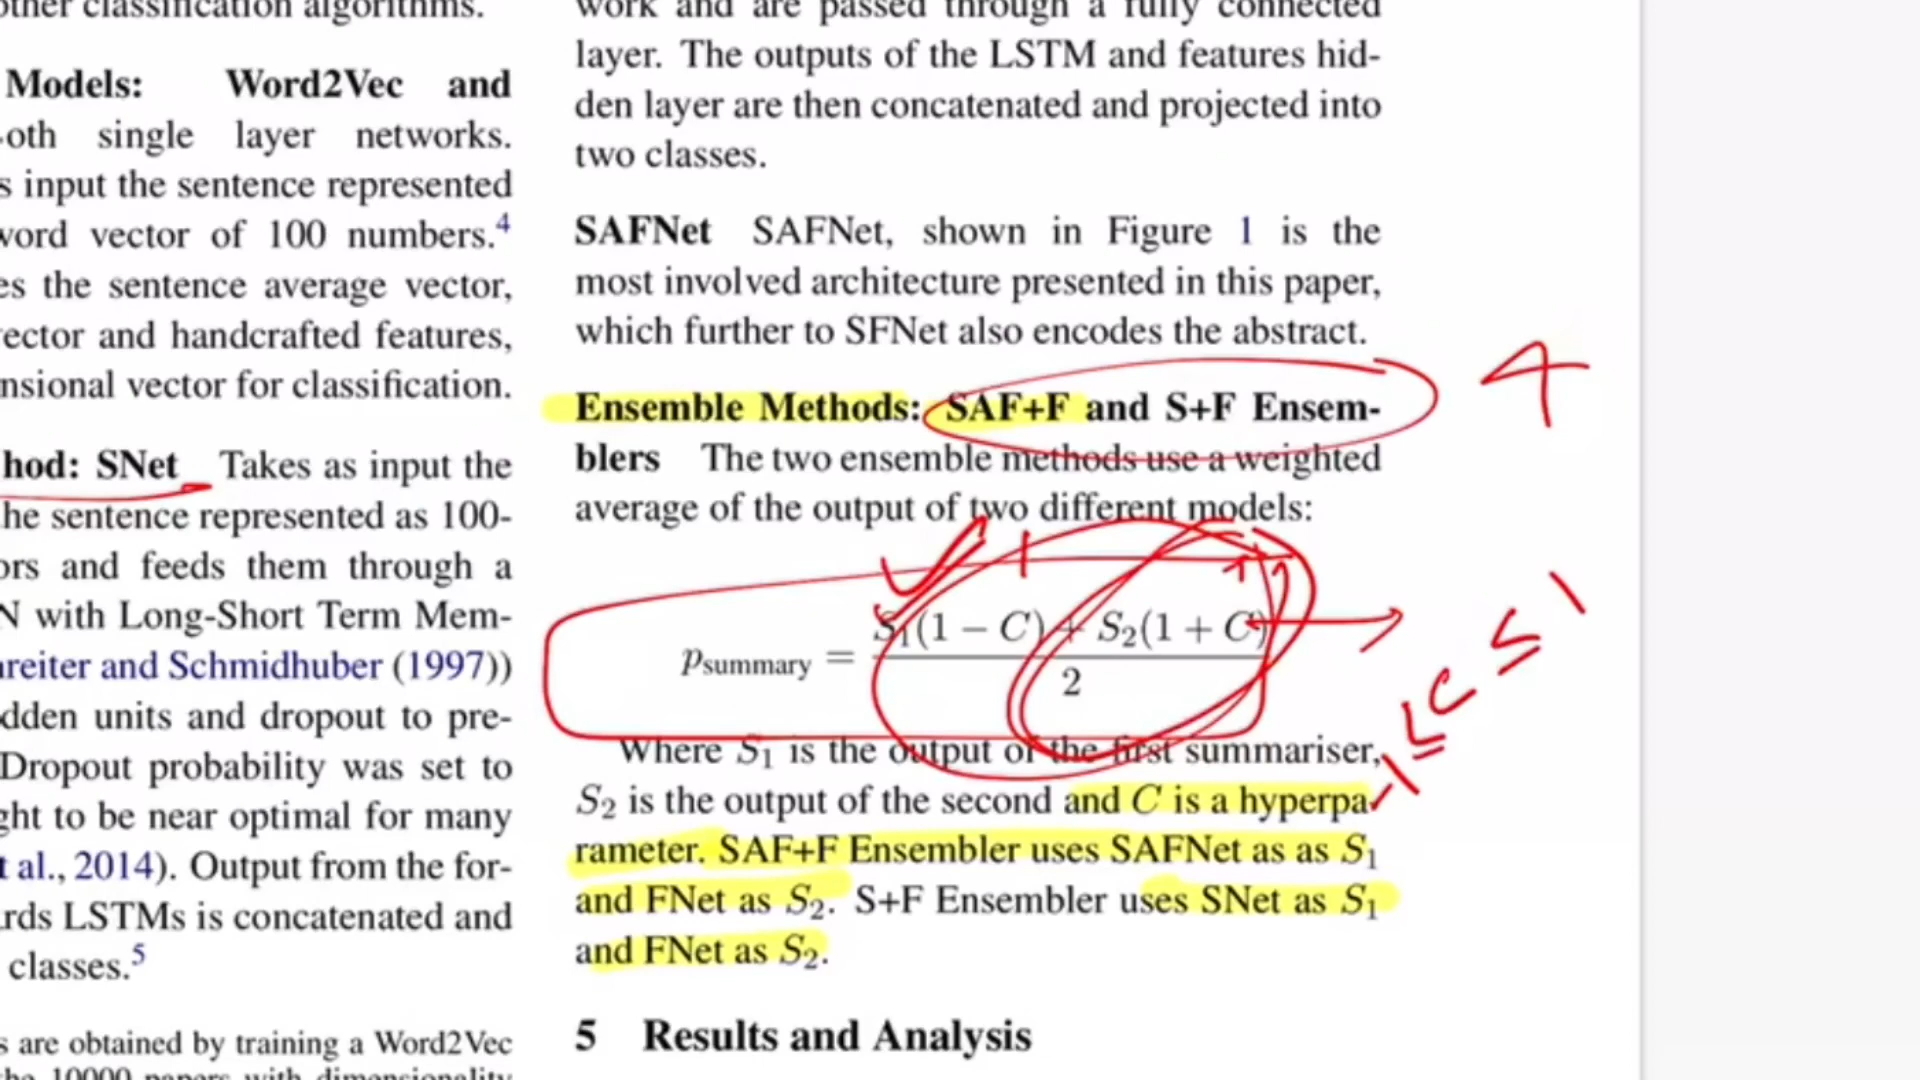 other classification algorithms.
Models: Word2Vec and
oth single layer networks.
s input the sentence represented
word vector of 100 numbers.4
es the sentence average vector,
ector and handcrafted features,
nsional vector for classification.
hod: SNet Takes as input the
he sentence represented as 100-
ors and feeds them through a
N with Long-Short Term Mem-
reiter and Schmidhuber (1997))
dden units and dropout to pre-
Dropout probability was set to
ght to be near optimal for many
t al., 2014). Output from the for-
rds LSTMs is concatenated and
classes.5
s are obtained by training a Word2Vec
he 10000 papers with dimensionality
work and are passed through a fully connected
layer. The outputs of the LSTM and features hid-
den layer are then concatenated and projected into
two classes.
SAFNet SAFNet, shown in Figure 1 is the
most involved architecture presented in this paper,
which further to SFNet also encodes the abstract.
Ensemble Methods: SAF+F and S+F Ensem-
blers The two ensemble methods use a weighted
average of the output of two different models:
p_summary = S₁(1 − C) + S₂(1 + C)
2
Where S₁ is the output of the first summariser,
S₂ is the output of the second and C is a hyperpa-
rameter. SAF+F Ensembler uses SAFNet as as S₁
and FNet as S₂. S+F Ensembler uses SNet as S₁
and FNet as S₂.
5 Results and Analysis
4
-1 ≤ C ≤ 1